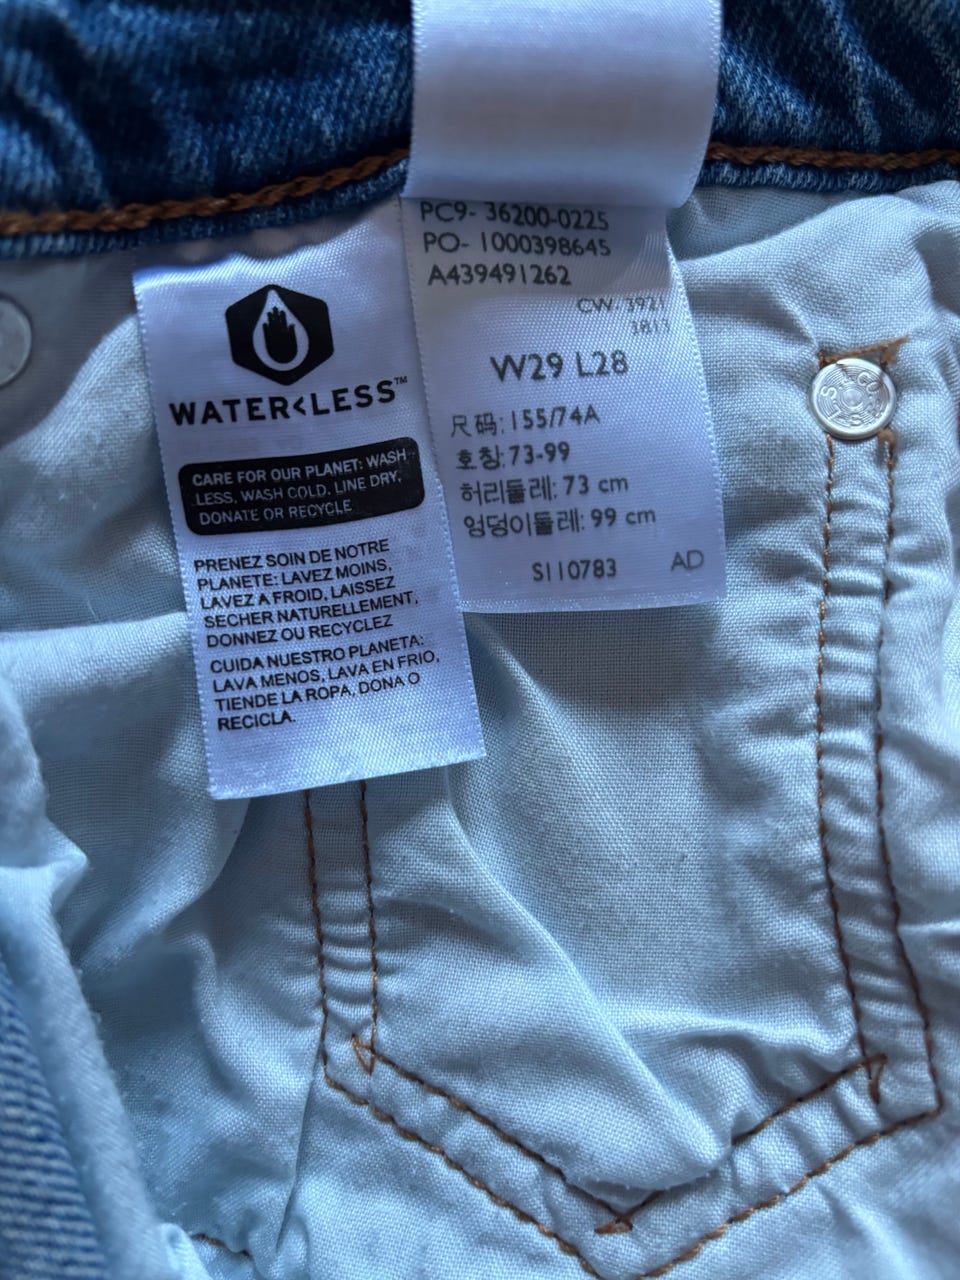 PC9- 36200-0225
PO- 1000398645
A439491262
CW- 3921
3813
W29 L28
尺码: 155/74A
호칭: 73-99
허리둘레: 73 cm
엉덩이둘레: 99 cm
S110783 AD
WATER<LESS™
CARE FOR OUR PLANET: WASH
LESS, WASH COLD, LINE DRY,
DONATE OR RECYCLE
PRENEZ SOIN DE NOTRE
PLANETE: LAVEZ MOINS,
LAVEZ A FROID, LAISSEZ
SECHER NATURELLEMENT,
DONNEZ OU RECYCLEZ
CUIDA NUESTRO PLANETA:
LAVA MENOS, LAVA EN FRIO,
TIENDE LA ROPA, DONA O
RECICLA.